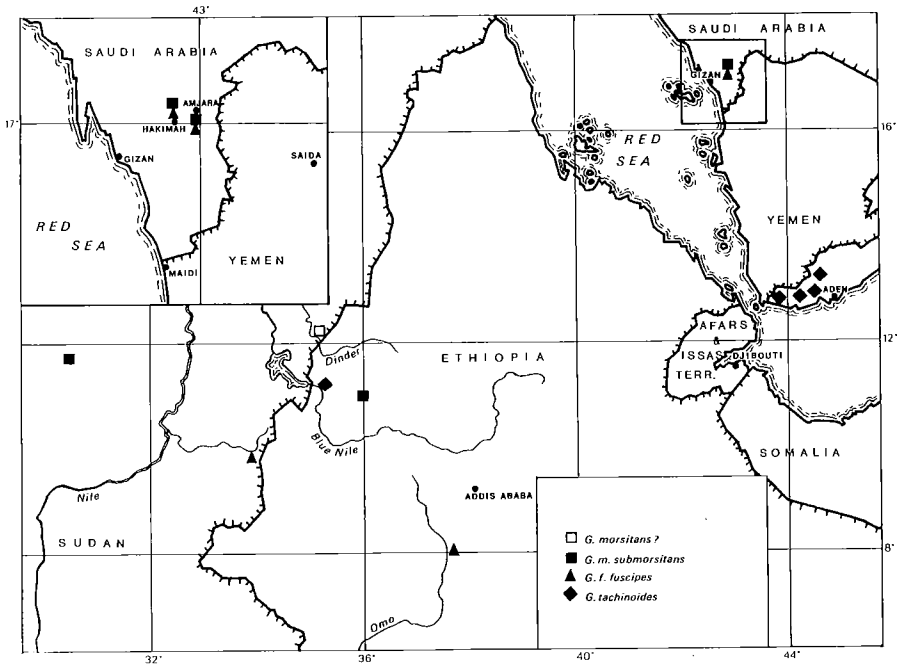 43°
SAUDI ARABIA
AMJARA
17°
HAKIMAH
GIZAN
SAIDA
RED
SEA
YEMEN
MAIDI
SAUDI ARABIA
GIZAN
16°
RED
SEA
YEMEN
ADEN
AFARS
&
ISSAS
TERR.
DJIBOUTI
12°
Dinder
ETHIOPIA
Blue Nile
SOMALIA
Nile
ADDIS ABABA
SUDAN
8°
Omo
G. morsitans?
G. m. submorsitans
G. f. fuscipes
G. tachinoides
32°
36°
40°
44°